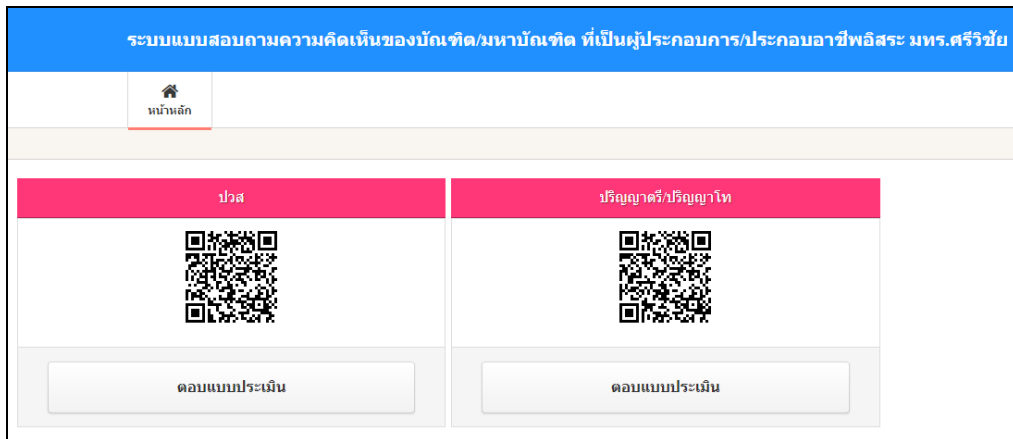 ระบบแบบสอบถามความคิดเห็นของบัณฑิต/มหาบัณฑิต ที่เป็นผู้ประกอบการ/ประกอบอาชีพอิสระ มทร.ศรีวิชัย
หน้าหลัก
ปวส
ปริญญาตรี/ปริญญาโท
ตอบแบบประเมิน
ตอบแบบประเมิน